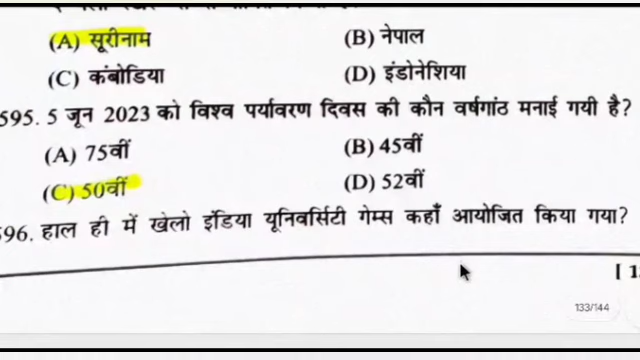 (A) सूरीनाम (B) नेपाल
(C) कंबोडिया (D) इंडोनेशिया
595. 5 जून 2023 को विश्व पर्यावरण दिवस की कौन वर्षगांठ मनाई गयी है?
(A) 75वीं (B) 45वीं
(C) 50वीं (D) 52वीं
96. हाल ही में खेलो इंडिया यूनिवर्सिटी गेम्स कहाँ आयोजित किया गया?
133/144